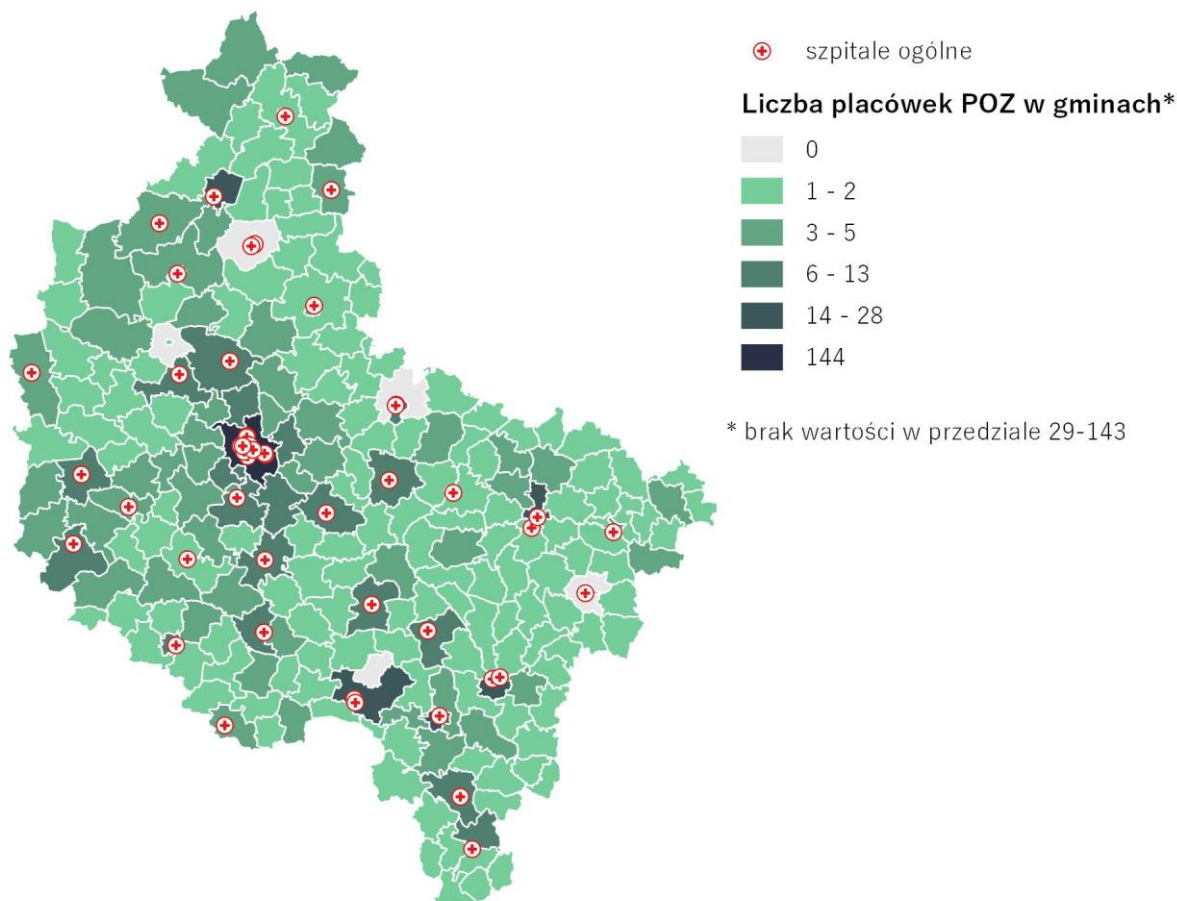 szpitale ogólne
Liczba placówek POZ w gminach*
0
1 - 2
3 - 5
6 - 13
14 - 28
144
* brak wartości w przedziale 29-143